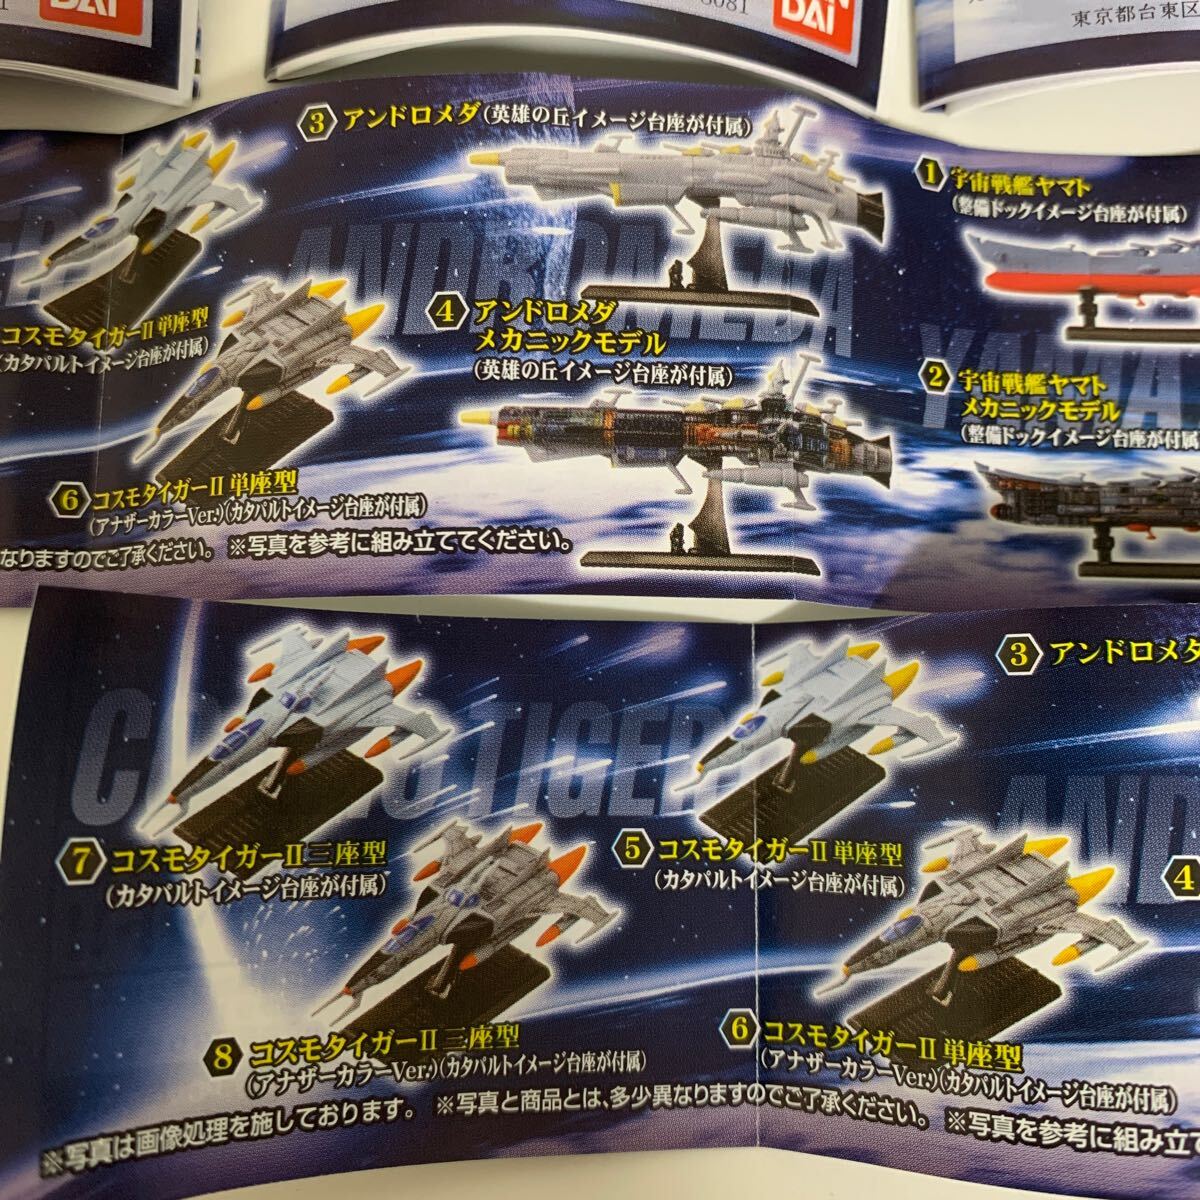 8081
BANDAI
東京都台東区
③ アンドロメダ(英雄の丘イメージ台座が付属)
① 宇宙戦艦ヤマト
(整備ドックイメージ台座が付属)
ANDROMEDA
④ アンドロメダ
メカニックモデル
(英雄の丘イメージ台座が付属)
YAMA
② 宇宙戦艦ヤマト
メカニックモデル
(整備ドックイメージ台座が付属
コスモタイガーⅡ 単座型
(カタパルトイメージ台座が付属)
⑥ コスモタイガーⅡ 単座型
(アナザーカラーVer.)(カタパルトイメージ台座が付属)
なりますのでご了承ください。 ※写真を参考に組み立ててください。
③ アンドロメダ
TIGER
AND
⑦ コスモタイガーⅡ 三座型
(カタパルトイメージ台座が付属)
⑤ コスモタイガーⅡ 単座型
(カタパルトイメージ台座が付属)
④
⑧ コスモタイガーⅡ 三座型
(アナザーカラーVer.)(カタパルトイメージ台座が付属)
⑥ コスモタイガーⅡ 単座型
(アナザーカラーVer.)(カタパルトイメージ台座が付属)
※写真は画像処理を施しております。 ※写真と商品とは、多少異なりますのでご了承ください。 ※写真を参考に組み立て